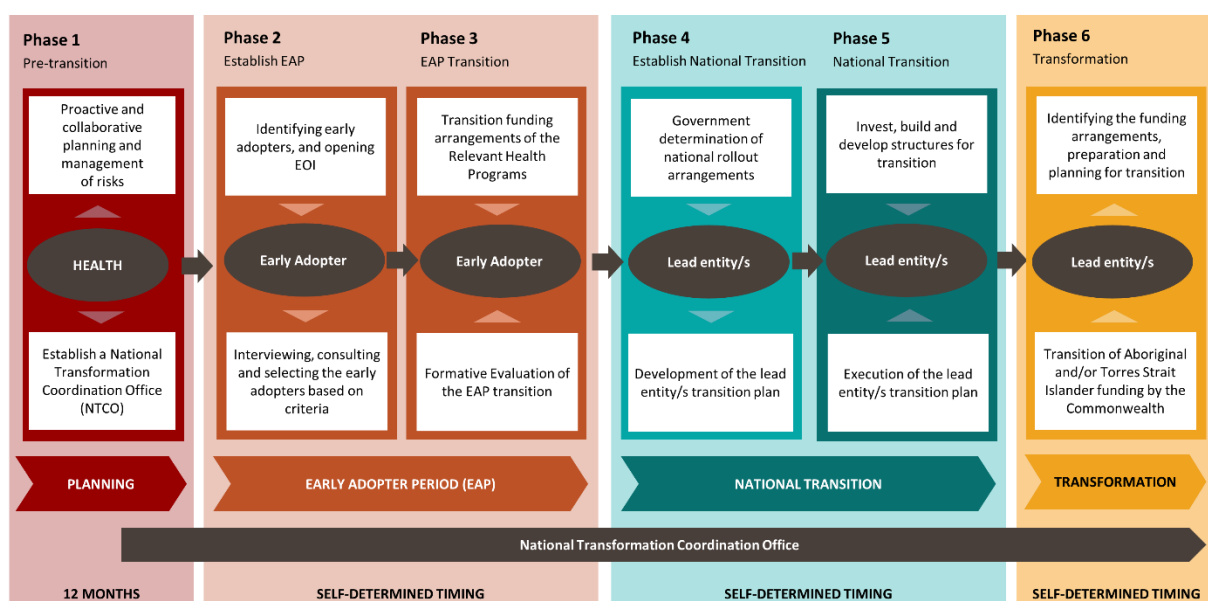 Phase 1
Pre-transition
Proactive and
collaborative
planning and
management
of risks
HEALTH
Establish a National
Transformation
Coordination Office
(NTCO)
PLANNING
12 MONTHS
Phase 2
Establish EAP
Identifying early
adopters, and opening
EOI
Early Adopter
Interviewing, consulting
and selecting the early
adopters based on
criteria
Phase 3
EAP Transition
Transition funding
arrangements of the
Relevant Health
Programs
Early Adopter
Formative Evaluation of
the EAP transition
EARLY ADOPTER PERIOD (EAP)
SELF-DETERMINED TIMING
Phase 4
Establish National Transition
Government
determination of
national rollout
arrangements
Lead entity/s
Development of the lead
entity/s transition plan
Phase 5
National Transition
Invest, build and
develop structures for
transition
Lead entity/s
Execution of the lead
entity/s transition plan
NATIONAL TRANSITION
SELF-DETERMINED TIMING
Phase 6
Transformation
Identifying the funding
arrangements,
preparation and
planning for transition
Lead entity/s
Transition of Aboriginal
and/or Torres Strait
Islander funding by the
Commonwealth
TRANSFORMATION
SELF-DETERMINED TIMING
National Transformation Coordination Office